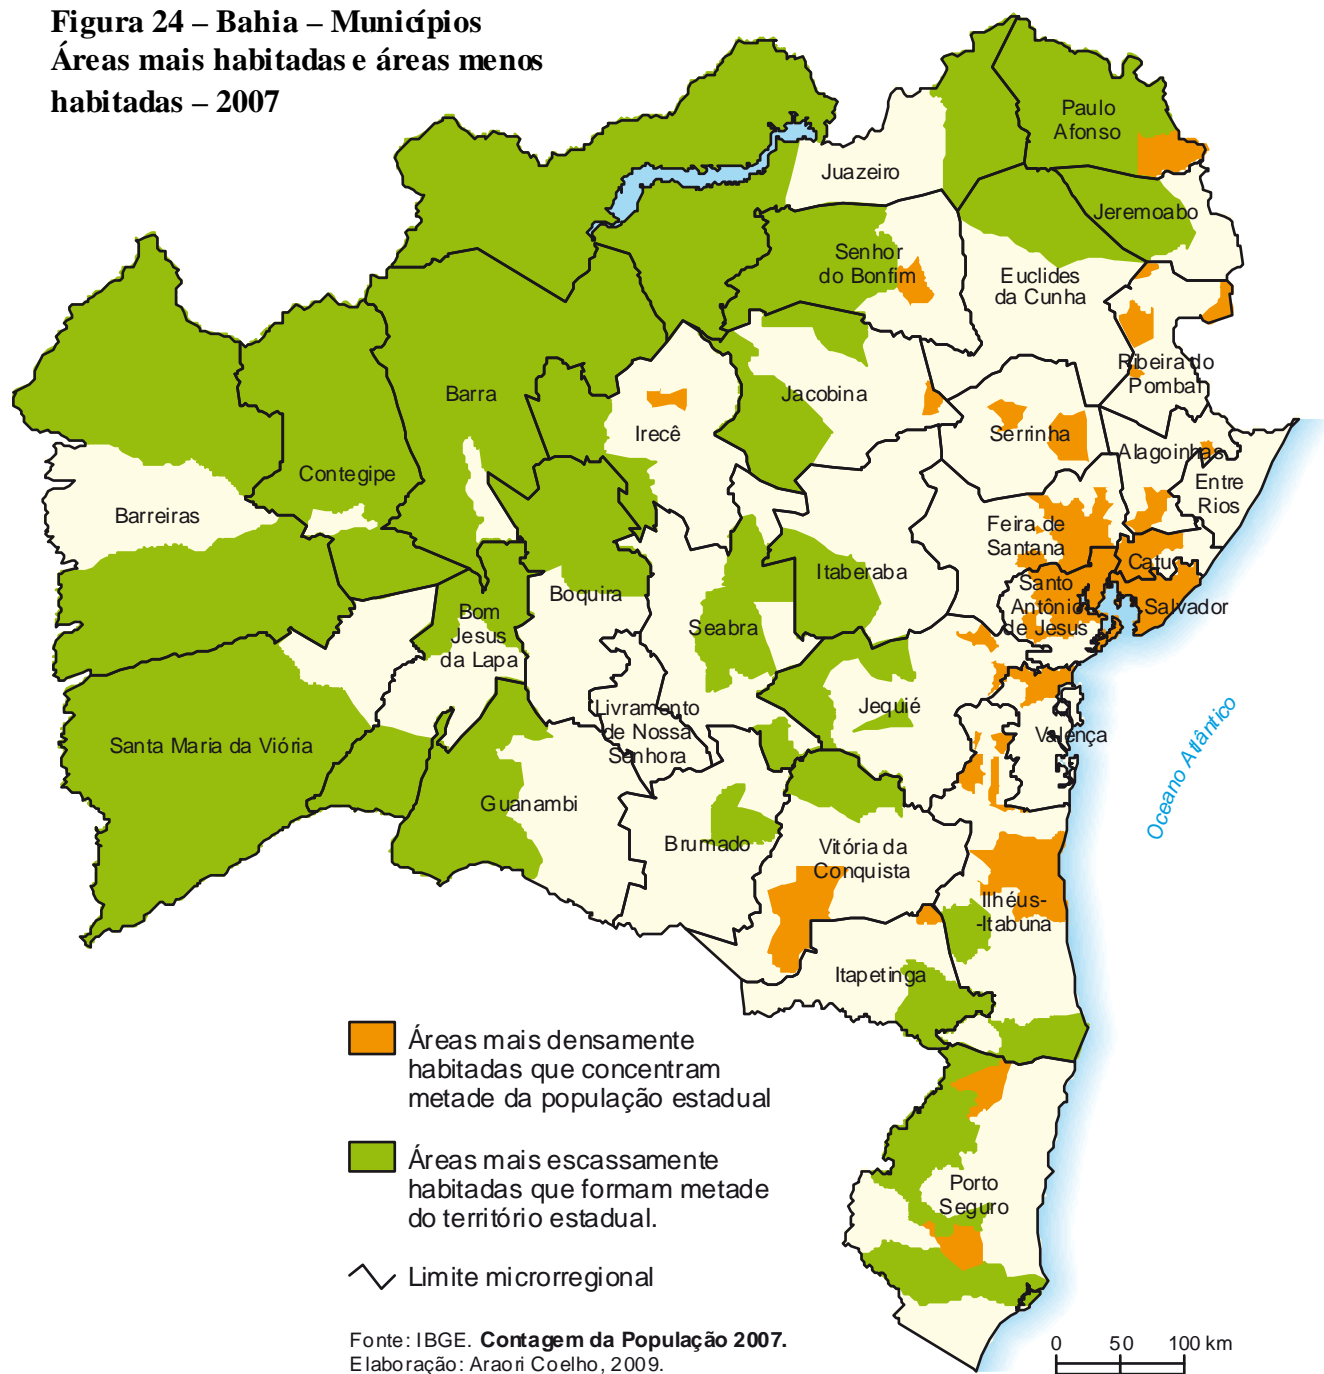 Figura 24 – Bahia – Municípios
Áreas mais habitadas e áreas menos
habitadas – 2007
Paulo
Afonso
Juazeiro
Jeremoabo
Senhor
do Bonfim
Euclides
da Cunha
Ribeira do
Pombal
Barra
Jacobina
Irecê
Serrinha
Alagoinhas
Contegipe
Entre
Rios
Barreiras
Feira de
Santana
Catu
Itaberaba
Santo
Antônio
de Jesus
Salvador
Boquira
Bom
Jesus
da Lapa
Seabra
Livramento
de Nossa
Senhora
Jequié
Valença
Santa Maria da Viória
Guanambi
Brumado
Vitória da
Conquista
Ilhéus-
-Itabuna
Itapetinga
Oceano Atlântico
Porto
Seguro
Áreas mais densamente
habitadas que concentram
metade da população estadual
Áreas mais escassamente
habitadas que formam metade
do território estadual.
Limite microrregional
Fonte: IBGE. Contagem da População 2007.
Elaboração: Araori Coelho, 2009.
0 50 100 km